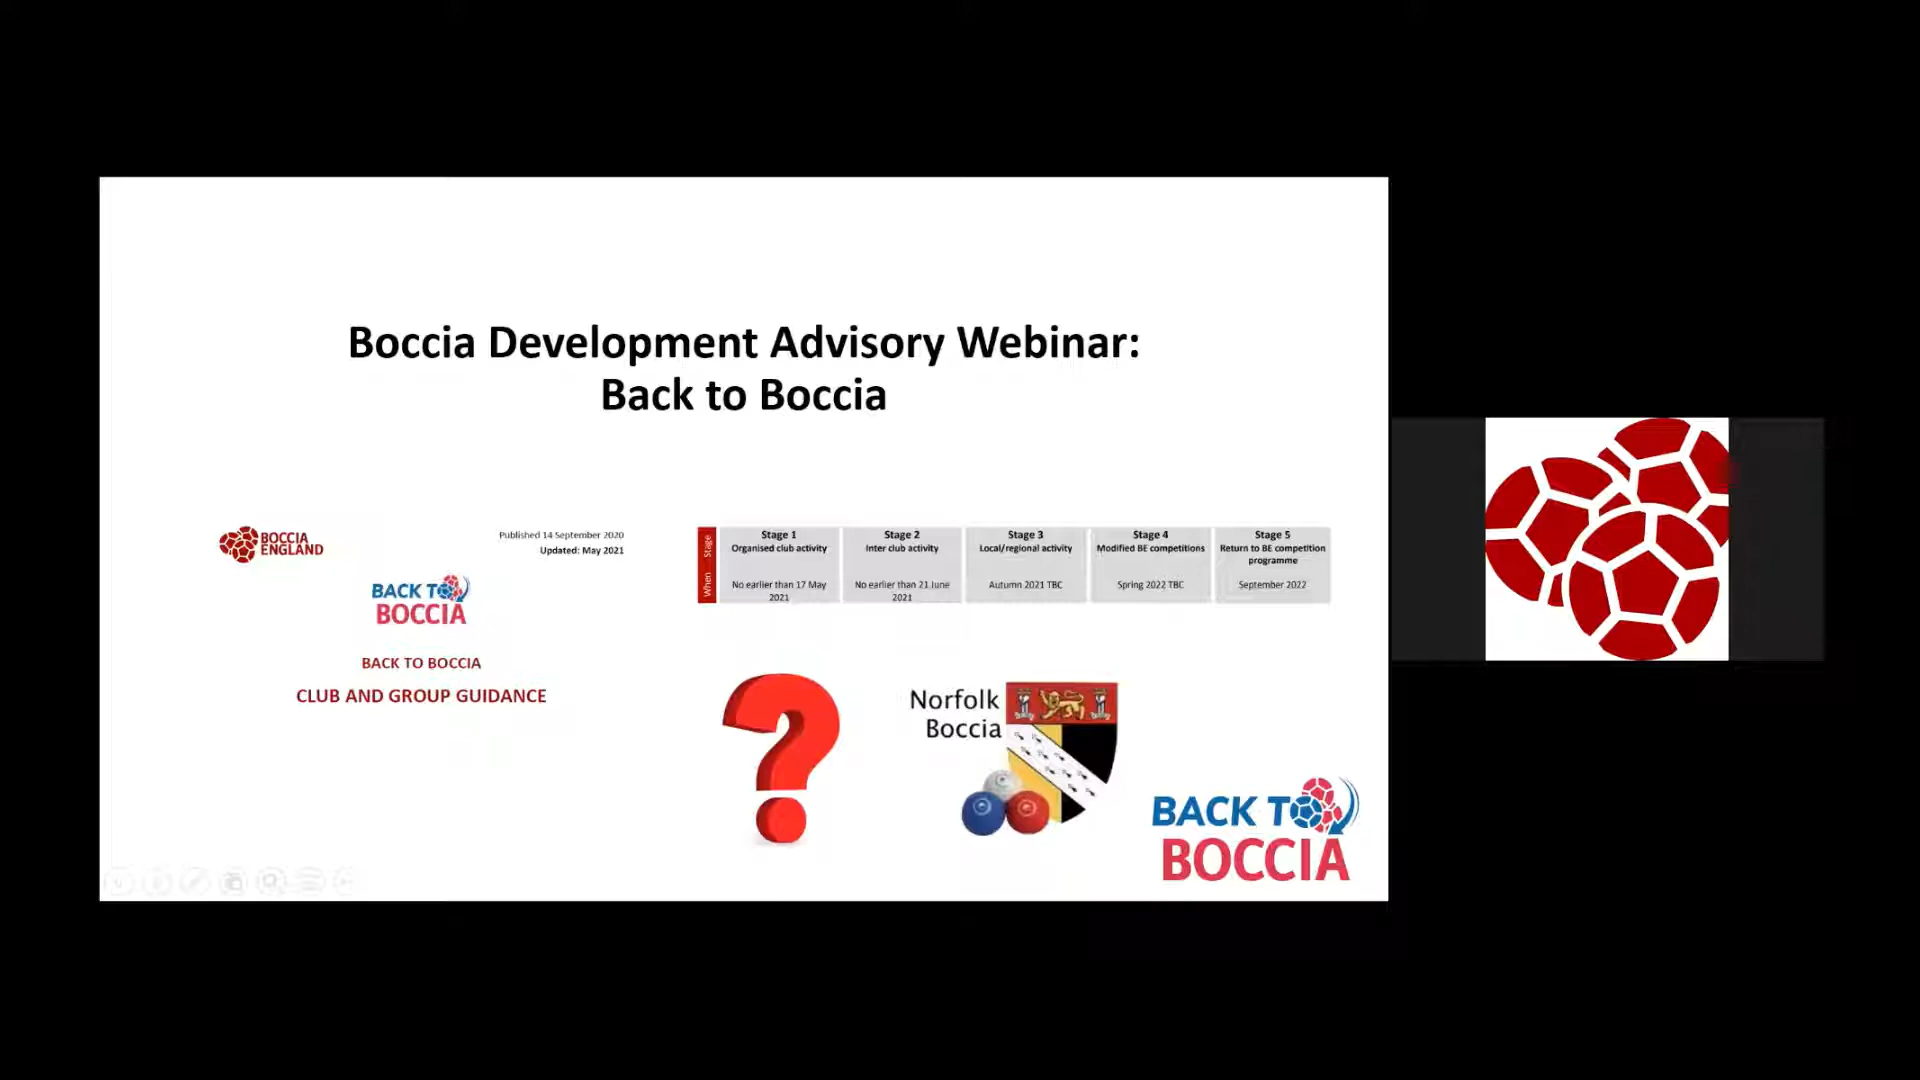 Boccia Development Advisory Webinar:
Back to Boccia
BOCCIA
ENGLAND
Published 14 September 2020
Updated: May 2021
BACK TO
BOCCIA
BACK TO BOCCIA
CLUB AND GROUP GUIDANCE
Stage
When
Stage 1
Organised club activity
No earlier than 17 May
2021
Stage 2
Inter club activity
No earlier than 21 June
2021
Stage 3
Local/regional activity
Autumn 2021 TBC
Stage 4
Modified BE competitions
Spring 2022 TBC
Stage 5
Return to BE competition
programme
September 2022
?
Norfolk
Boccia
BACK TO
BOCCIA